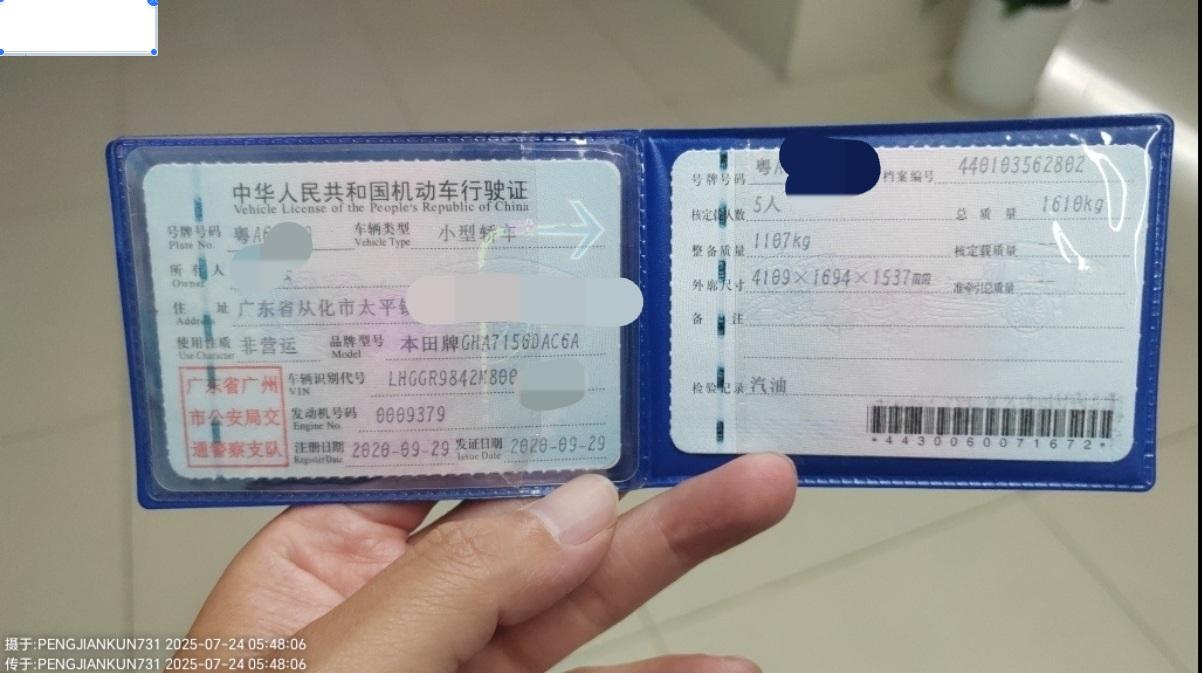 中华人民共和国机动车行驶证
Vehicle License of the People's Republic of China
号牌号码 粤A 车辆类型 小型轿车
Plate No. Vehicle Type
所有人
Owner
住址 广东省从化市太平镇
Address
使用性质 非营运 品牌型号 本田牌GHA7150DAC6A
Use Character Model
车辆识别代号 LHGGR9842M800
VIN
发动机号码 0009379
Engine No.
注册日期 2020-09-29 发证日期 2020-09-29
Register Date Issue Date
广东省广州
市公安局交
通警察支队
号牌号码 粤A 档案编号 440103562802
核定载人数 5人 总质量 1610kg
整备质量 1107kg 核定载质量 --
外廓尺寸 4109×1694×1537mm 准牵引总质量 --
备注
检验记录 汽油
*4430060071672*
摄于:PENGJIANKUN731 2025-07-24 05:48:06
传于:PENGJIANKUN731 2025-07-24 05:48:06